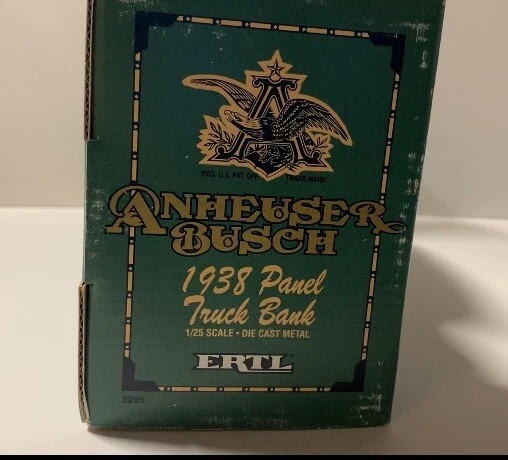 REG. U.S. PAT. OFF. TRADE MARK
ANHEUSER
BUSCH
1938 Panel
Truck Bank
1/25 SCALE • DIE CAST METAL
ERTL
3295